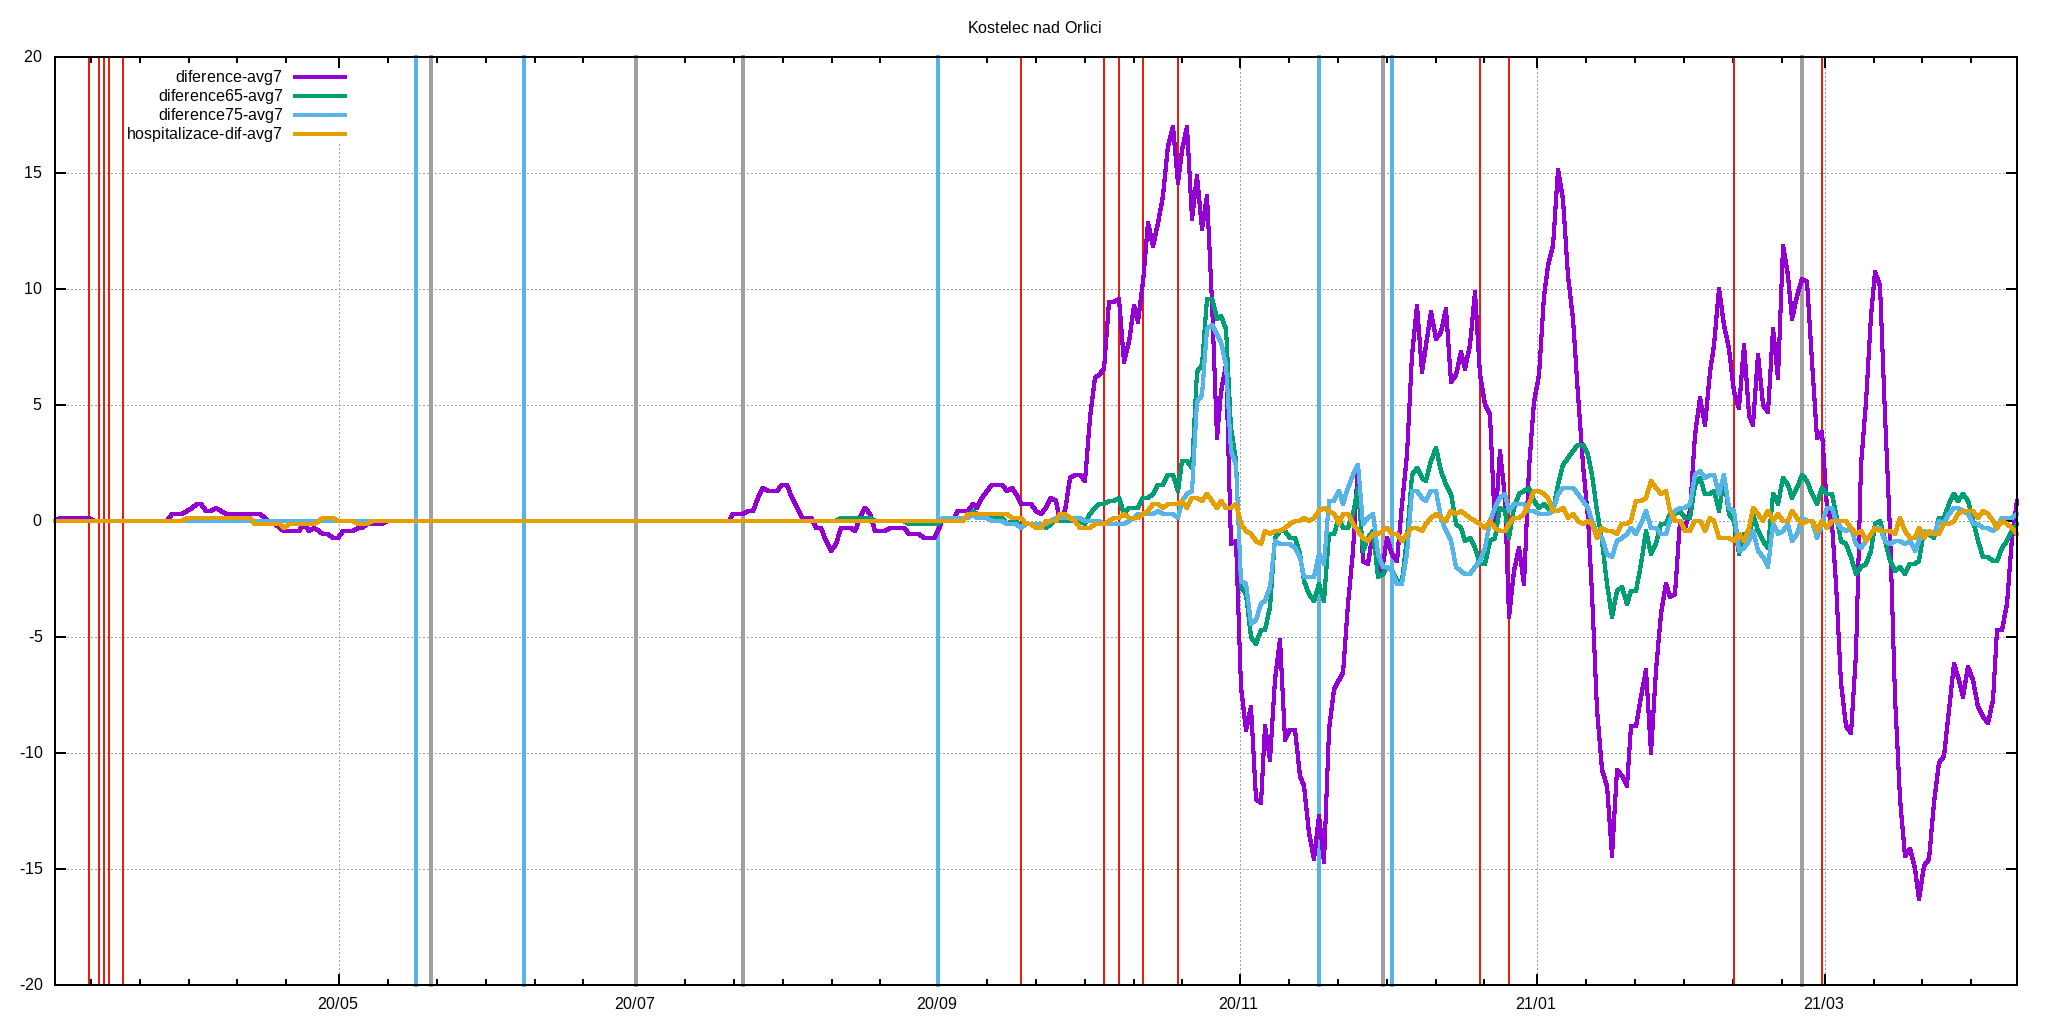 Kostelec nad Orlici
20
diference-avg7
diference65-avg7
diference75-avg7
hospitalizace-dif-avg7
15
10
5
0
-5
-10
-15
-20
20/05 20/07 20/09 20/11 21/01 21/03